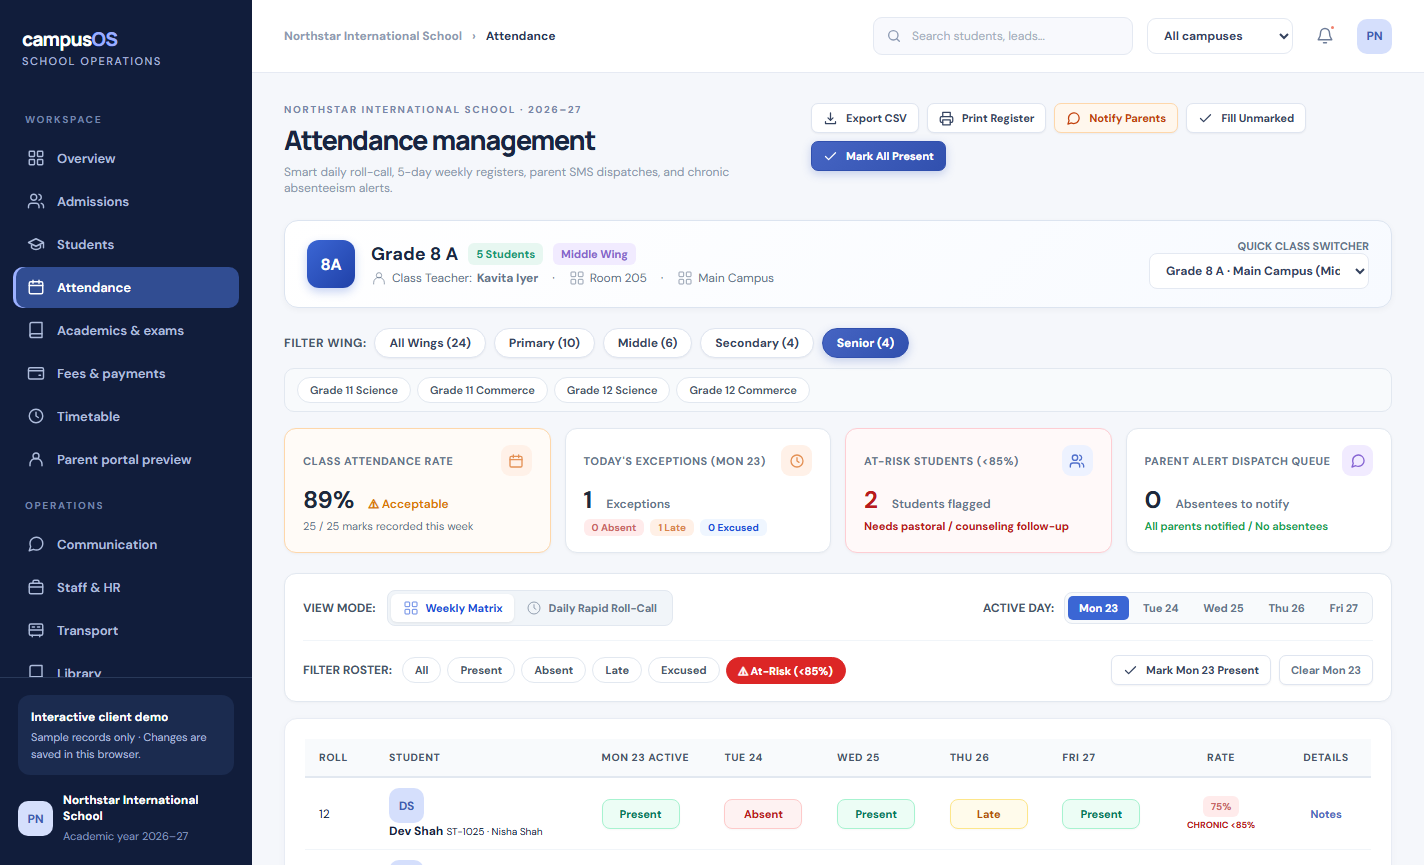 campusOS
SCHOOL OPERATIONS
WORKSPACE
Overview
Admissions
Students
Attendance
Academics & exams
Fees & payments
Timetable
Parent portal preview
OPERATIONS
Communication
Staff & HR
Transport
Library
Interactive client demo
Sample records only · Changes are
saved in this browser.
PN
Northstar International
School
Academic year 2026–27
Northstar International School › Attendance
Search students, leads...
All campuses
PN
NORTHSTAR INTERNATIONAL SCHOOL · 2026–27
Attendance management
Smart daily roll-call, 5-day weekly registers, parent SMS dispatches, and chronic
absenteeism alerts.
Export CSV
Print Register
Notify Parents
Fill Unmarked
Mark All Present
8A
Grade 8 A 5 Students Middle Wing
Class Teacher: Kavita Iyer · Room 205 · Main Campus
QUICK CLASS SWITCHER
Grade 8 A · Main Campus (Mic
FILTER WING: All Wings (24) Primary (10) Middle (6) Secondary (4) Senior (4)
Grade 11 Science Grade 11 Commerce Grade 12 Science Grade 12 Commerce
CLASS ATTENDANCE RATE
89% ⚠ Acceptable
25 / 25 marks recorded this week
TODAY'S EXCEPTIONS (MON 23)
1 Exceptions
0 Absent 1 Late 0 Excused
AT-RISK STUDENTS (<85%)
2 Students flagged
Needs pastoral / counseling follow-up
PARENT ALERT DISPATCH QUEUE
0 Absentees to notify
All parents notified / No absentees
VIEW MODE: Weekly Matrix Daily Rapid Roll-Call
ACTIVE DAY: Mon 23 Tue 24 Wed 25 Thu 26 Fri 27
FILTER ROSTER: All Present Absent Late Excused ⚠ At-Risk (<85%)
Mark Mon 23 Present Clear Mon 23
ROLL STUDENT MON 23 ACTIVE TUE 24 WED 25 THU 26 FRI 27 RATE DETAILS
12 DS Present Absent Present Late Present 75% Notes
Dev Shah ST-1025 · Nisha Shah CHRONIC <85%